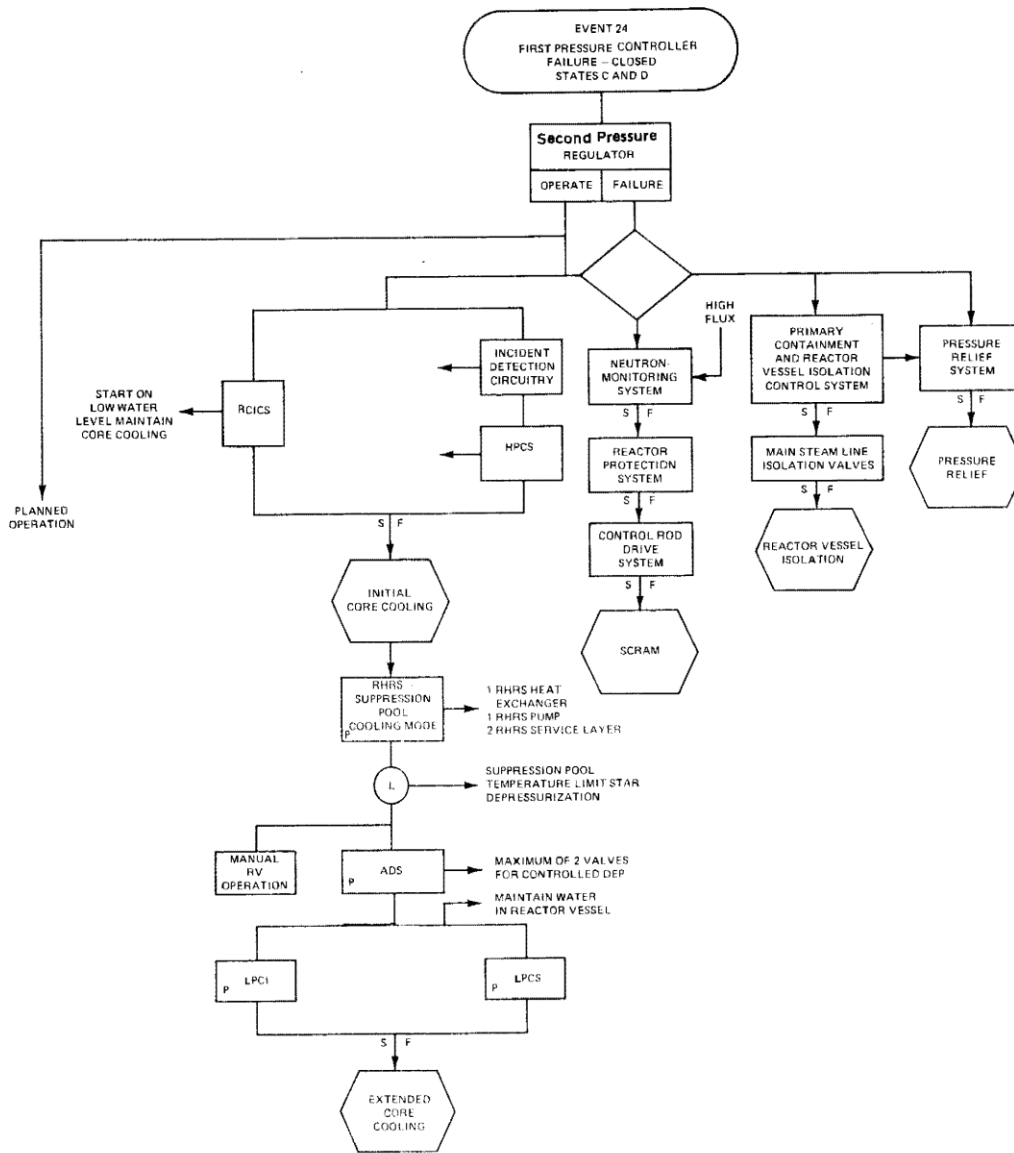 EVENT 24
FIRST PRESSURE CONTROLLER
FAILURE – CLOSED
STATES C AND D
Second Pressure
REGULATOR
OPERATE
FAILURE
HIGH
FLUX
INCIDENT
DETECTION
CIRCUITRY
NEUTRON-
MONITORING
SYSTEM
PRIMARY
CONTAINMENT
AND REACTOR
VESSEL ISOLATION
CONTROL SYSTEM
PRESSURE
RELIEF
SYSTEM
START ON
LOW WATER
LEVEL MAINTAIN
CORE COOLING
RCICS
HPCS
S F
S F
S F
REACTOR
PROTECTION
SYSTEM
MAIN STEAM LINE
ISOLATION VALVES
PRESSURE
RELIEF
PLANNED
OPERATION
S F
S F
S F
CONTROL ROD
DRIVE
SYSTEM
REACTOR VESSEL
ISOLATION
S F
INITIAL
CORE COOLING
SCRAM
RHRS
SUPPRESSION
POOL
COOLING MODE
P
1 RHRS HEAT
EXCHANGER
1 RHRS PUMP
2 RHRS SERVICE LAYER
L
SUPPRESSION POOL
TEMPERATURE LIMIT STAR
DEPRESSURIZATION
MANUAL
RV
OPERATION
ADS
P
MAXIMUM OF 2 VALVES
FOR CONTROLLED DEP
MAINTAIN WATER
IN REACTOR VESSEL
LPCI
P
LPCS
P
S F
EXTENDED
CORE
COOLING